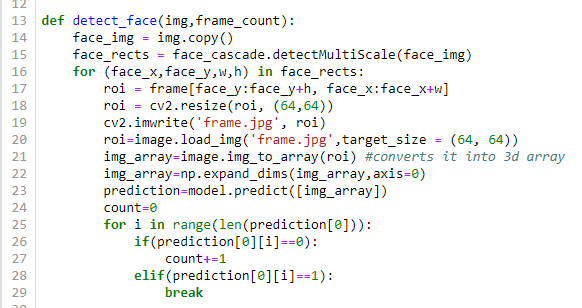 12
13 def detect_face(img,frame_count):
14     face_img = img.copy()
15     face_rects = face_cascade.detectMultiScale(face_img)
16     for (face_x,face_y,w,h) in face_rects:
17         roi = frame[face_y:face_y+h, face_x:face_x+w]
18         roi = cv2.resize(roi, (64,64))
19         cv2.imwrite('frame.jpg', roi)
20         roi=image.load_img('frame.jpg',target_size = (64, 64))
21         img_array=image.img_to_array(roi) #converts it into 3d array
22         img_array=np.expand_dims(img_array,axis=0)
23         prediction=model.predict([img_array])
24         count=0
25         for i in range(len(prediction[0])):
26             if(prediction[0][i]==0):
27                 count+=1
28             elif(prediction[0][i]==1):
29                 break